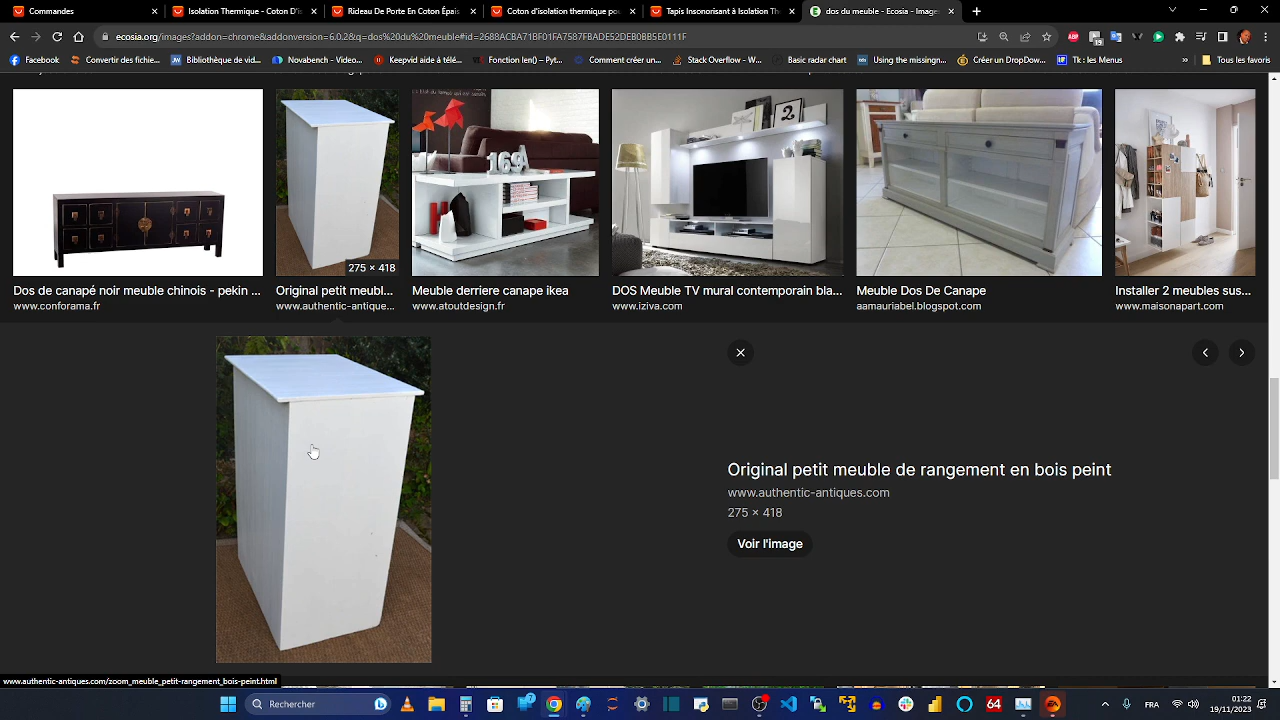 Commandes
Isolation Thermique - Coton D'is
Rideau De Porte En Coton Épais
Coton d'isolation thermique po
Tapis Insonorisant à Isolation Th
dos du meuble - Ecosia - Images
ecosia.org/images?addon=chrome&addonversion=6.0.2&q=dos%20du%20meuble#id=2688ACBA71BF01FA7587FBADE52DEB0BB5E0111F
Facebook
Convertir des fichie...
Bibliothèque de vid...
Novabench - Video...
Keepvid aide à télé...
Fonction len() – Pyt...
Comment créer un...
Stack Overflow - W...
Basic radar chart
Using the missingn...
Créer un DropDow...
Tk : les Menus
»
Tous les favoris
275 × 418
Dos de canapé noir meuble chinois - pekin ...
www.conforama.fr
Original petit meubl...
www.authentic-antique...
Meuble derriere canape ikea
www.atoutdesign.fr
DOS Meuble TV mural contemporain bla...
www.iziva.com
Meuble Dos De Canape
aamuriabel.blogspot.com
Installer 2 meubles sus...
www.maisonapart.com
Original petit meuble de rangement en bois peint
www.authentic-antiques.com
275 × 418
Voir l'image
www.authentic-antiques.com/zoom_meuble_petit-rangement_bois-peint.html
Rechercher
FRA
01:22
19/10/2023